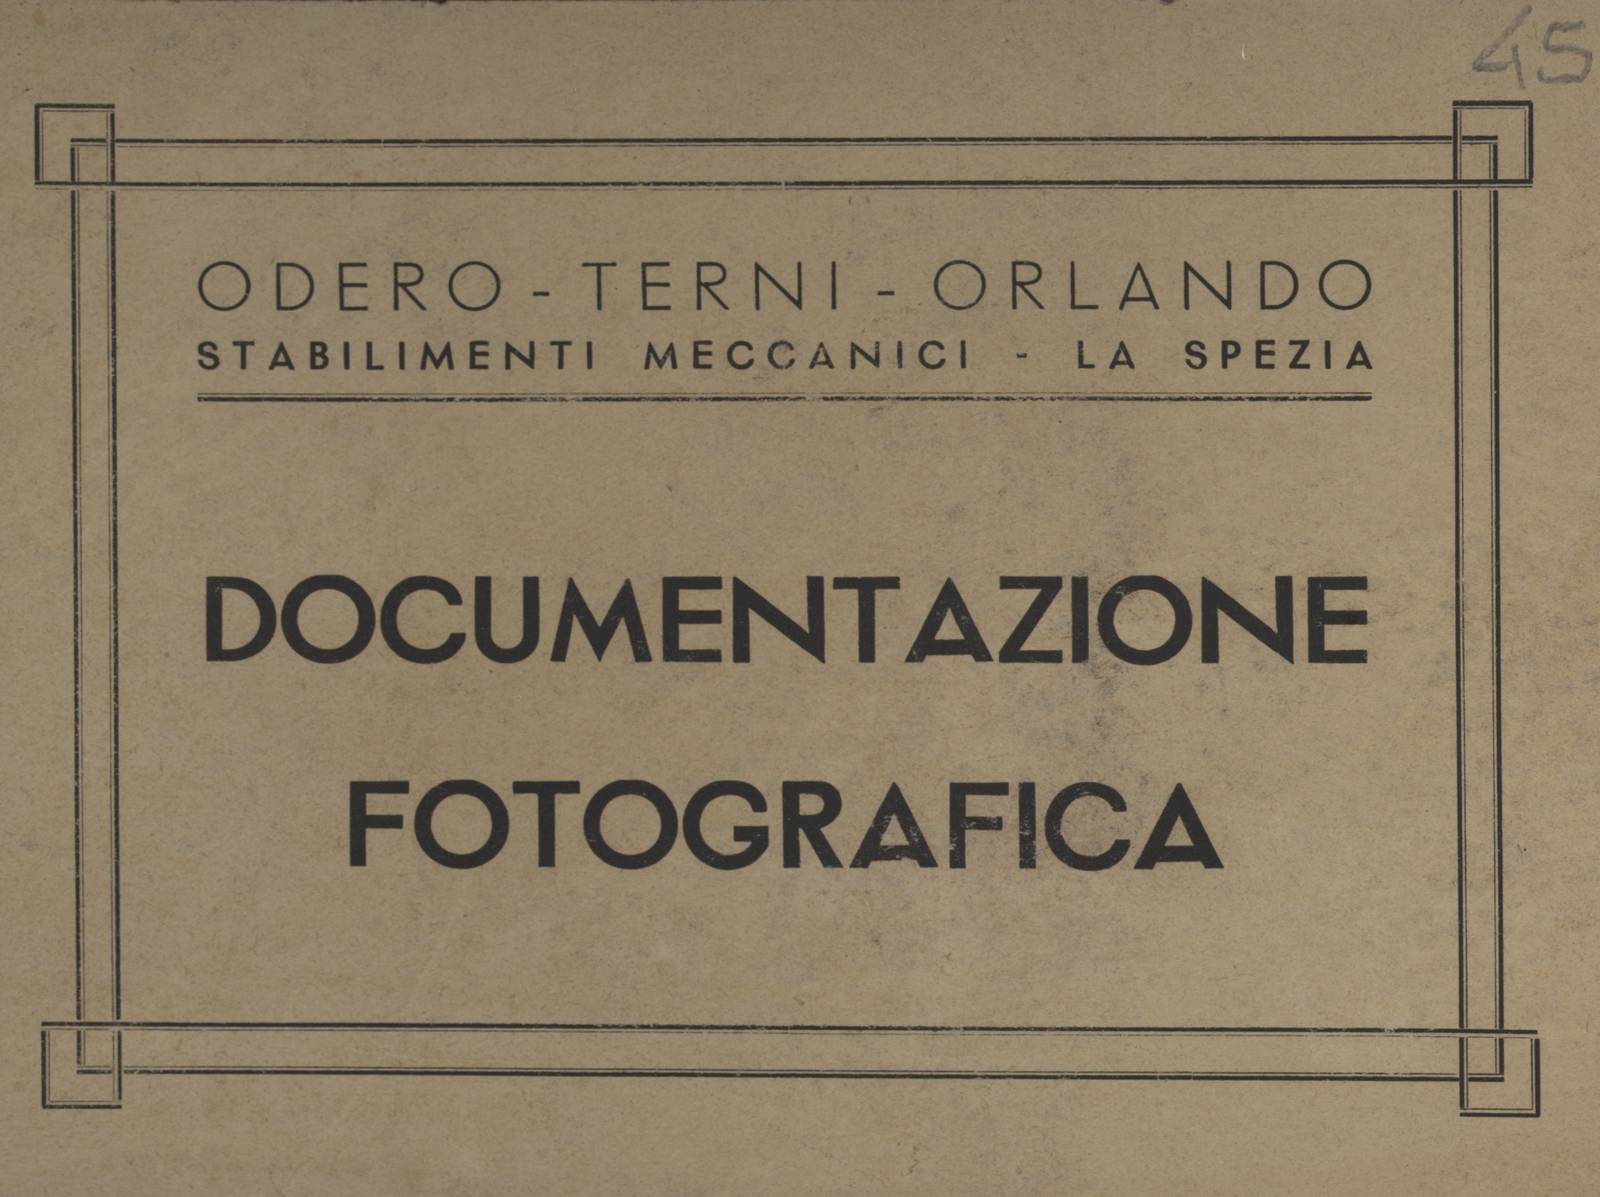 45
ODERO - TERNI - ORLANDO
STABILIMENTI MECCANICI - LA SPEZIA
DOCUMENTAZIONE
FOTOGRAFICA